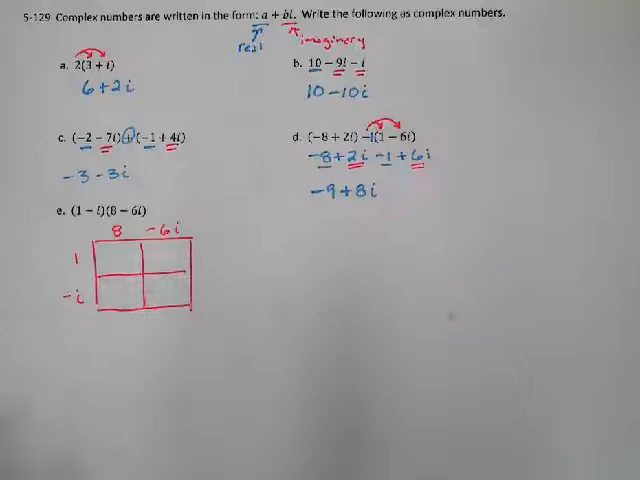 5-129 Complex numbers are written in the form: a + bi. Write the following as complex numbers.
real
imaginery
a. 2(3 + i)
6 + 2i
b. 10 − 9i − i
10 − 10i
c. (−2 − 7i) + (−1 + 4i)
−3 − 3i
d. (−8 + 2i) −1(1 − 6i)
−8 + 2i −1 + 6i
−9 + 8i
e. (1 − i)(8 − 6i)
8 −6i
1
−i